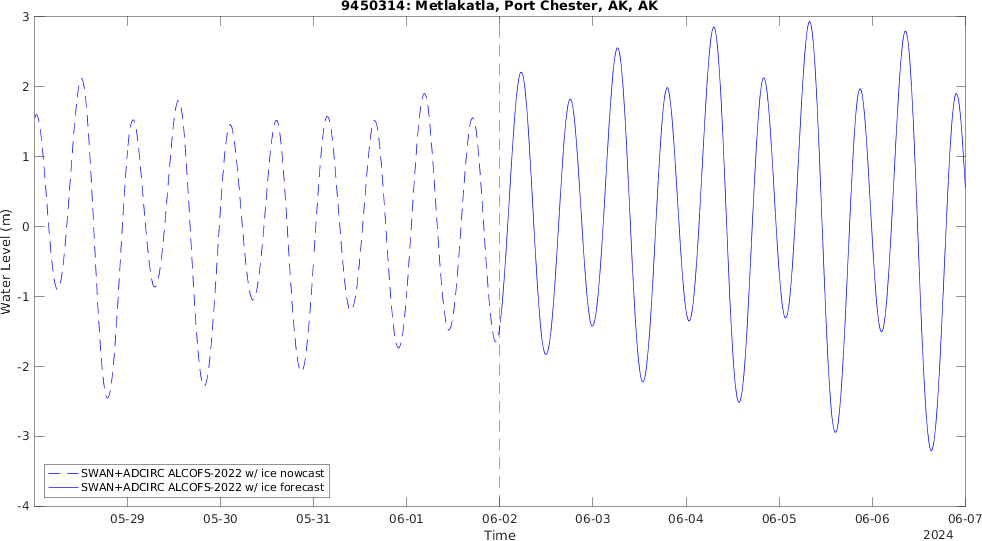 9450314: Metlakatla, Port Chester, AK, AK
3
2
1
0
-1
-2
-3
-4
Water Level (m)
SWAN+ADCIRC ALCOFS-2022 w/ ice nowcast
SWAN+ADCIRC ALCOFS-2022 w/ ice forecast
05-29 05-30 05-31 06-01 06-02 06-03 06-04 06-05 06-06 06-07
Time
2024